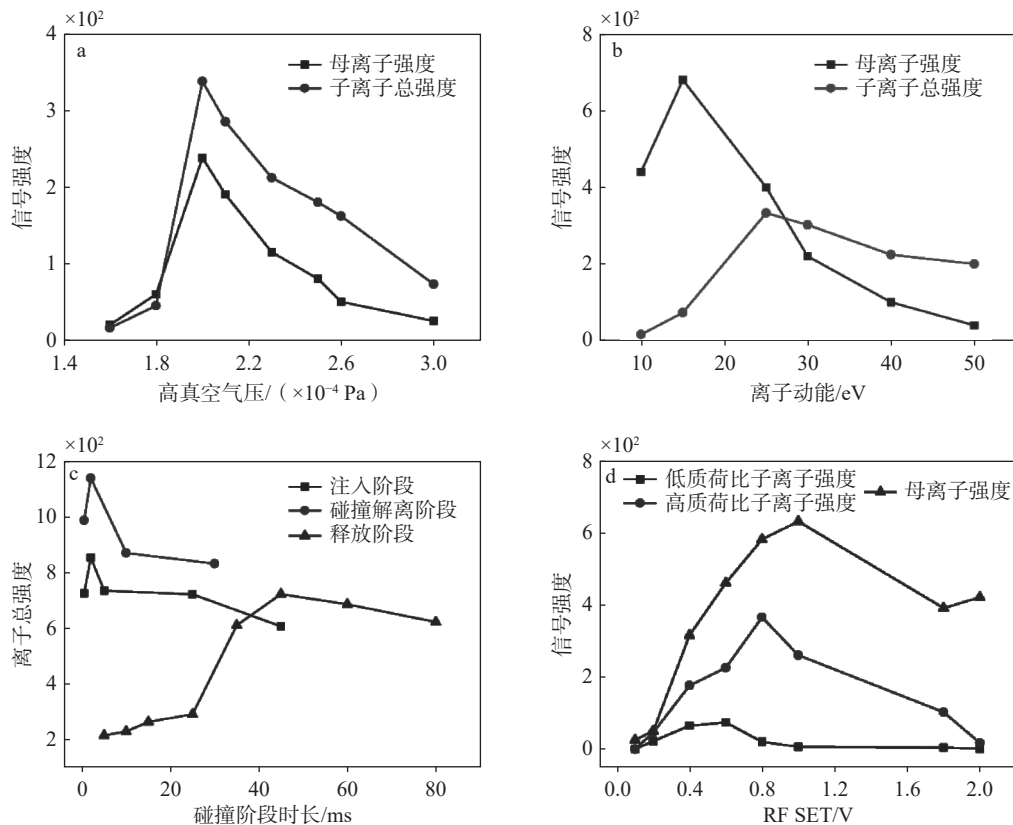 ×10²
a
母离子强度
子离子总强度
信号强度
4
3
2
1
0
1.4
1.8
2.2
2.6
3.0
高真空气压/（×10⁻⁴ Pa）
×10²
b
母离子强度
子离子总强度
信号强度
8
6
4
2
0
10
20
30
40
50
离子动能/eV
×10²
c
注入阶段
碰撞解离阶段
释放阶段
离子总强度
12
10
8
6
4
2
0
20
40
60
80
碰撞阶段时长/ms
×10²
d
低质荷比子离子强度
高质荷比子离子强度
母离子强度
信号强度
8
6
4
2
0
0.0
0.4
0.8
1.2
1.6
2.0
RF SET/V